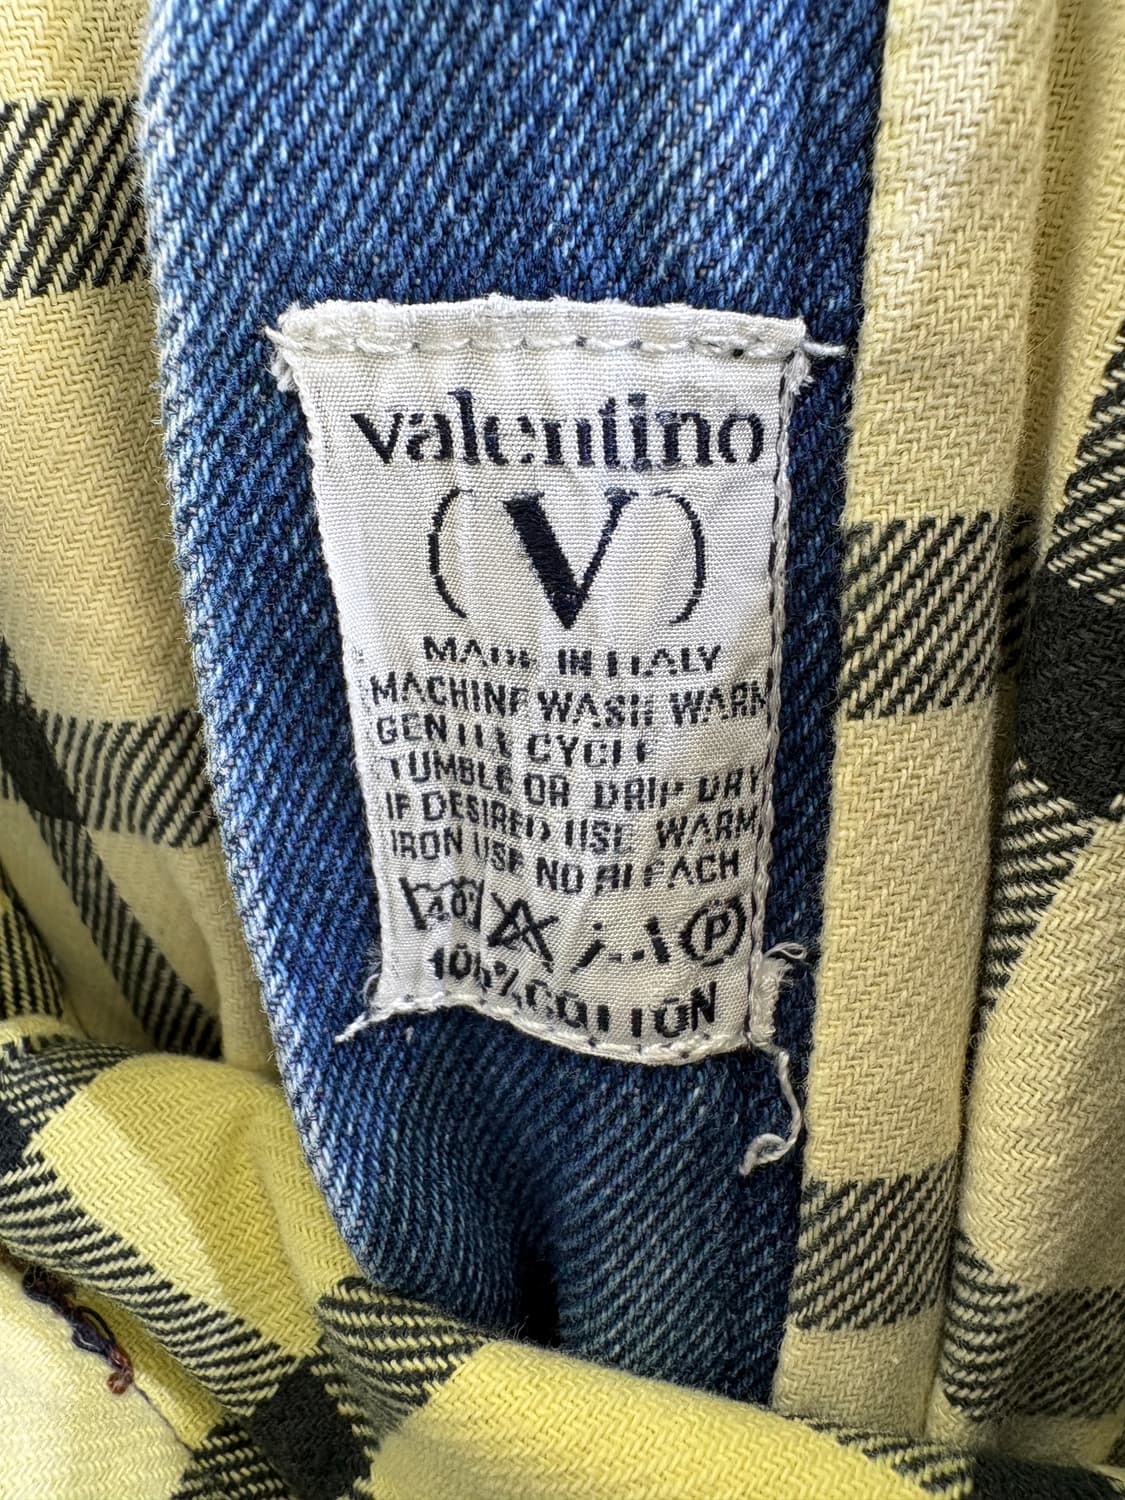 valentino
(V)
MADE IN ITALY
MACHINE WASH WARM
GENTLE CYCLE
TUMBLE OR DRIP DRY
IF DESIRED USE WARM
IRON USE NO BLEACH
40° A P
100% COTTON